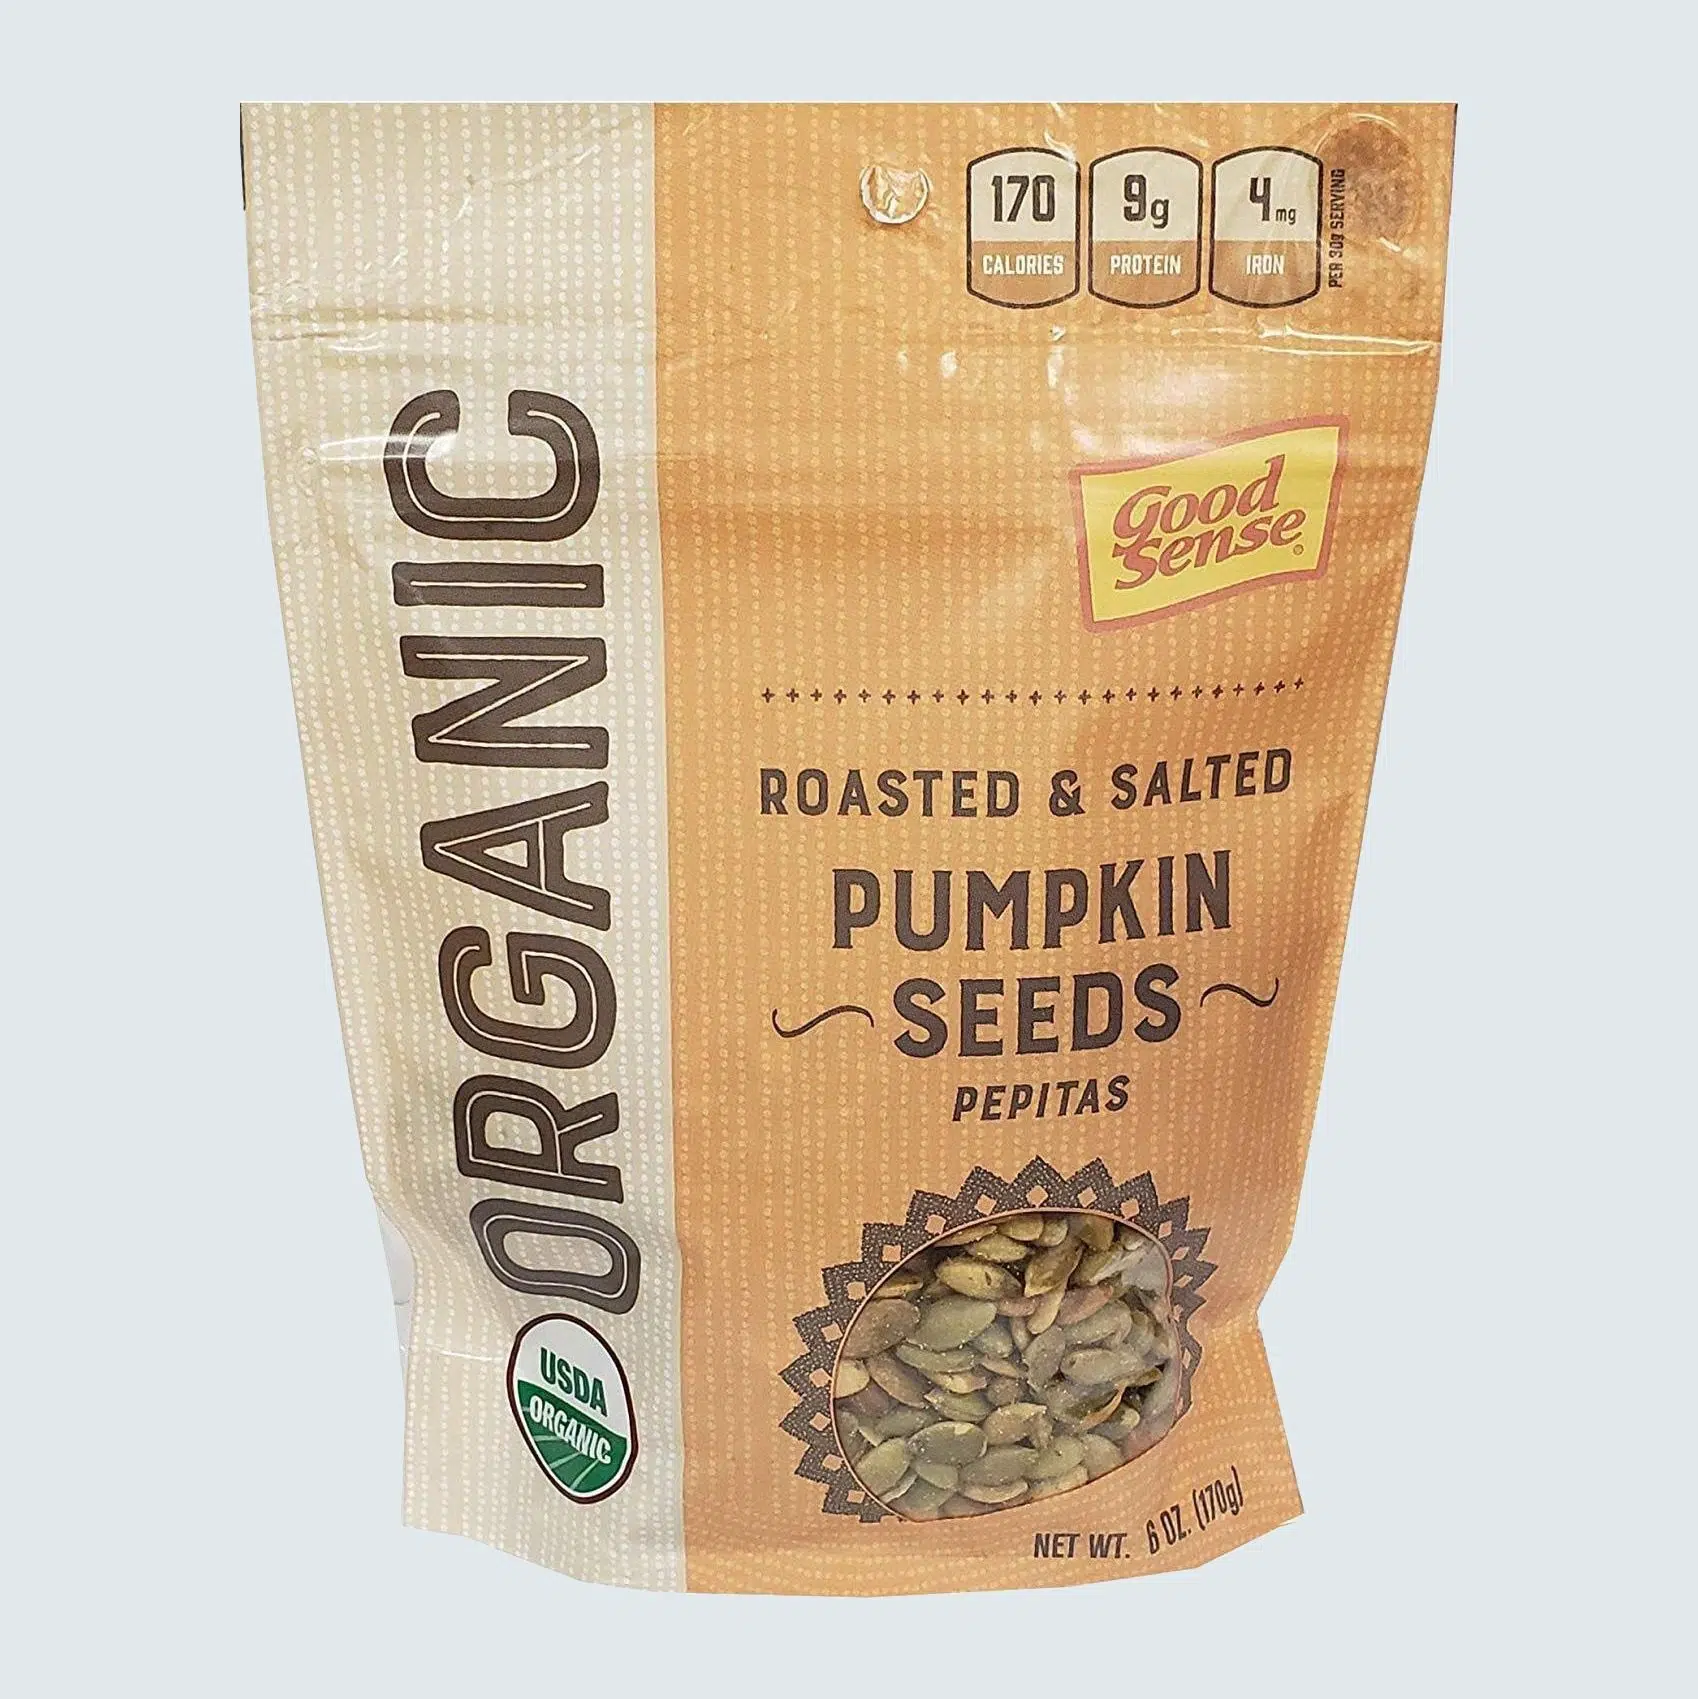 170
CALORIES
9g
PROTEIN
4mg
IRON
PER 30g SERVING
Good
Sense®
ORGANIC
ROASTED & SALTED
PUMPKIN
SEEDS
PEPITAS
USDA
ORGANIC
NET WT. 6 OZ. (170g)